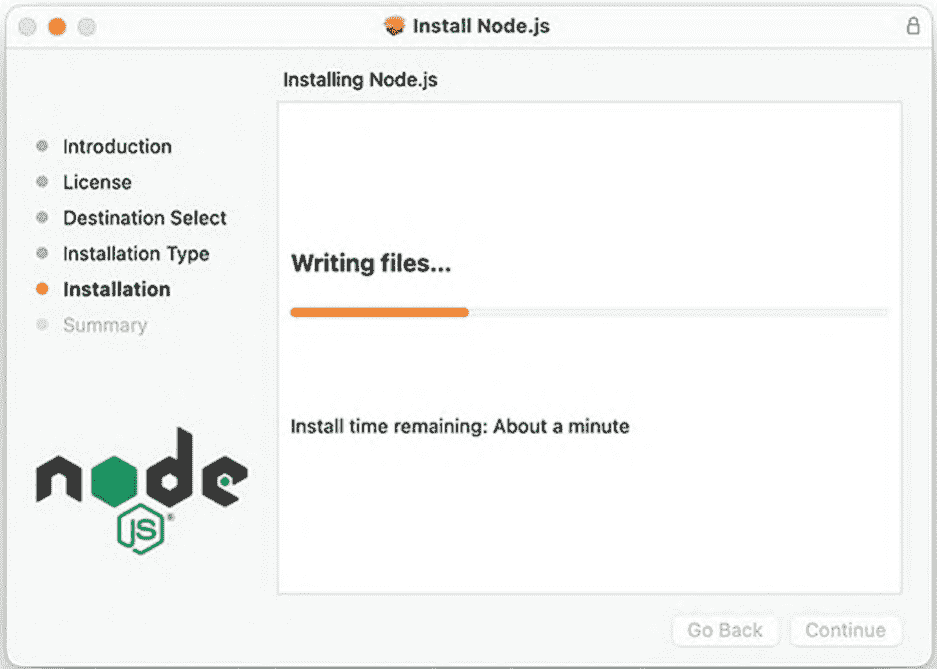 Install Node.js
Installing Node.js
Introduction
License
Destination Select
Installation Type
Installation
Summary
Writing files...
Install time remaining: About a minute
node
JS®
Go Back
Continue